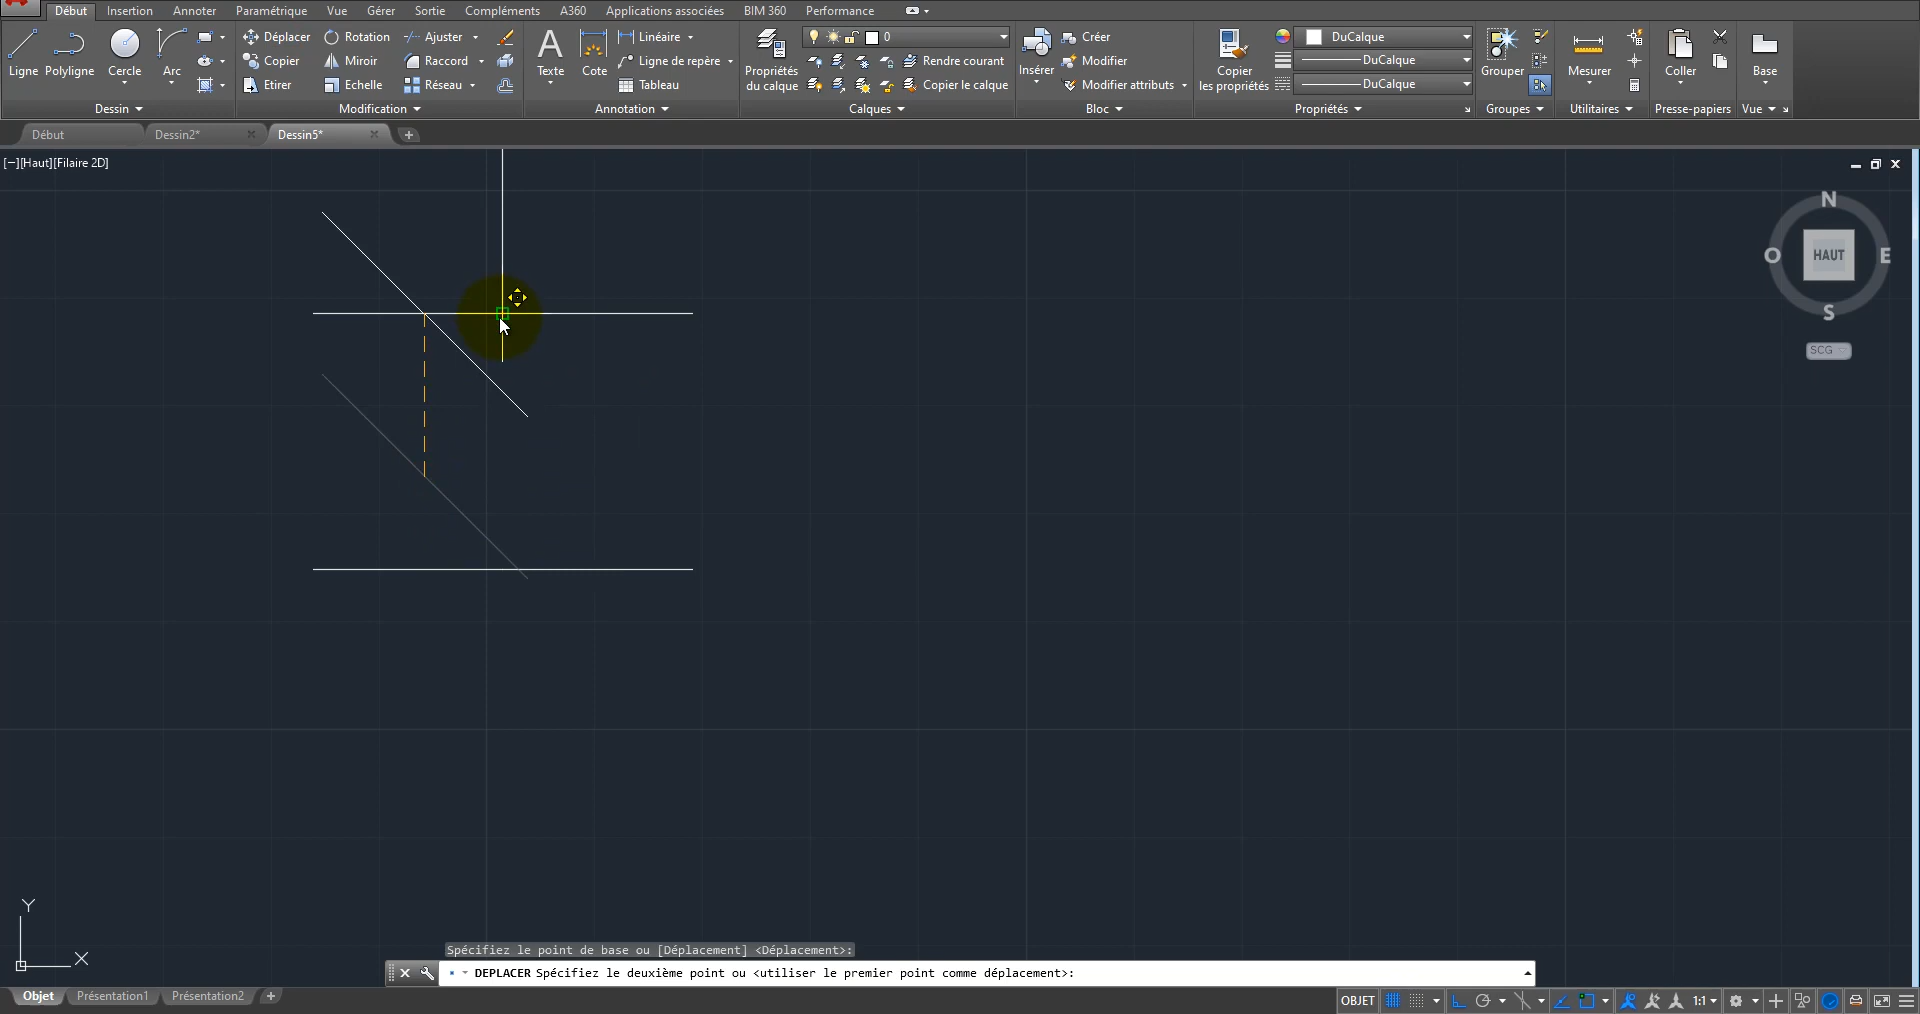 Début Insertion Annoter Paramétrique Vue Gérer Sortie Compléments A360 Applications associées BIM 360 Performance
Déplacer Rotation Ajuster Linéaire 0 Créer DuCalque
Ligne Polyligne Cercle Arc Copier Miroir Raccord Texte Cote Ligne de repère Propriétés du calque Rendre courant Insérer Modifier Copier les propriétés DuCalque Grouper Mesurer Coller Base
Etirer Echelle Réseau Tableau Copier le calque Modifier attributs DuCalque
Dessin Modification Annotation Calques Bloc Propriétés Groupes Utilitaires Presse-papiers Vue
Début Dessin2* Dessin5*
[−][Haut][Filaire 2D]
N
O HAUT E
S
SCG
Y
X
Spécifiez le point de base ou [Déplacement] <Déplacement>:
DEPLACER Spécifiez le deuxième point ou <utiliser le premier point comme déplacement>:
Objet Présentation1 Présentation2 OBJET 1:1